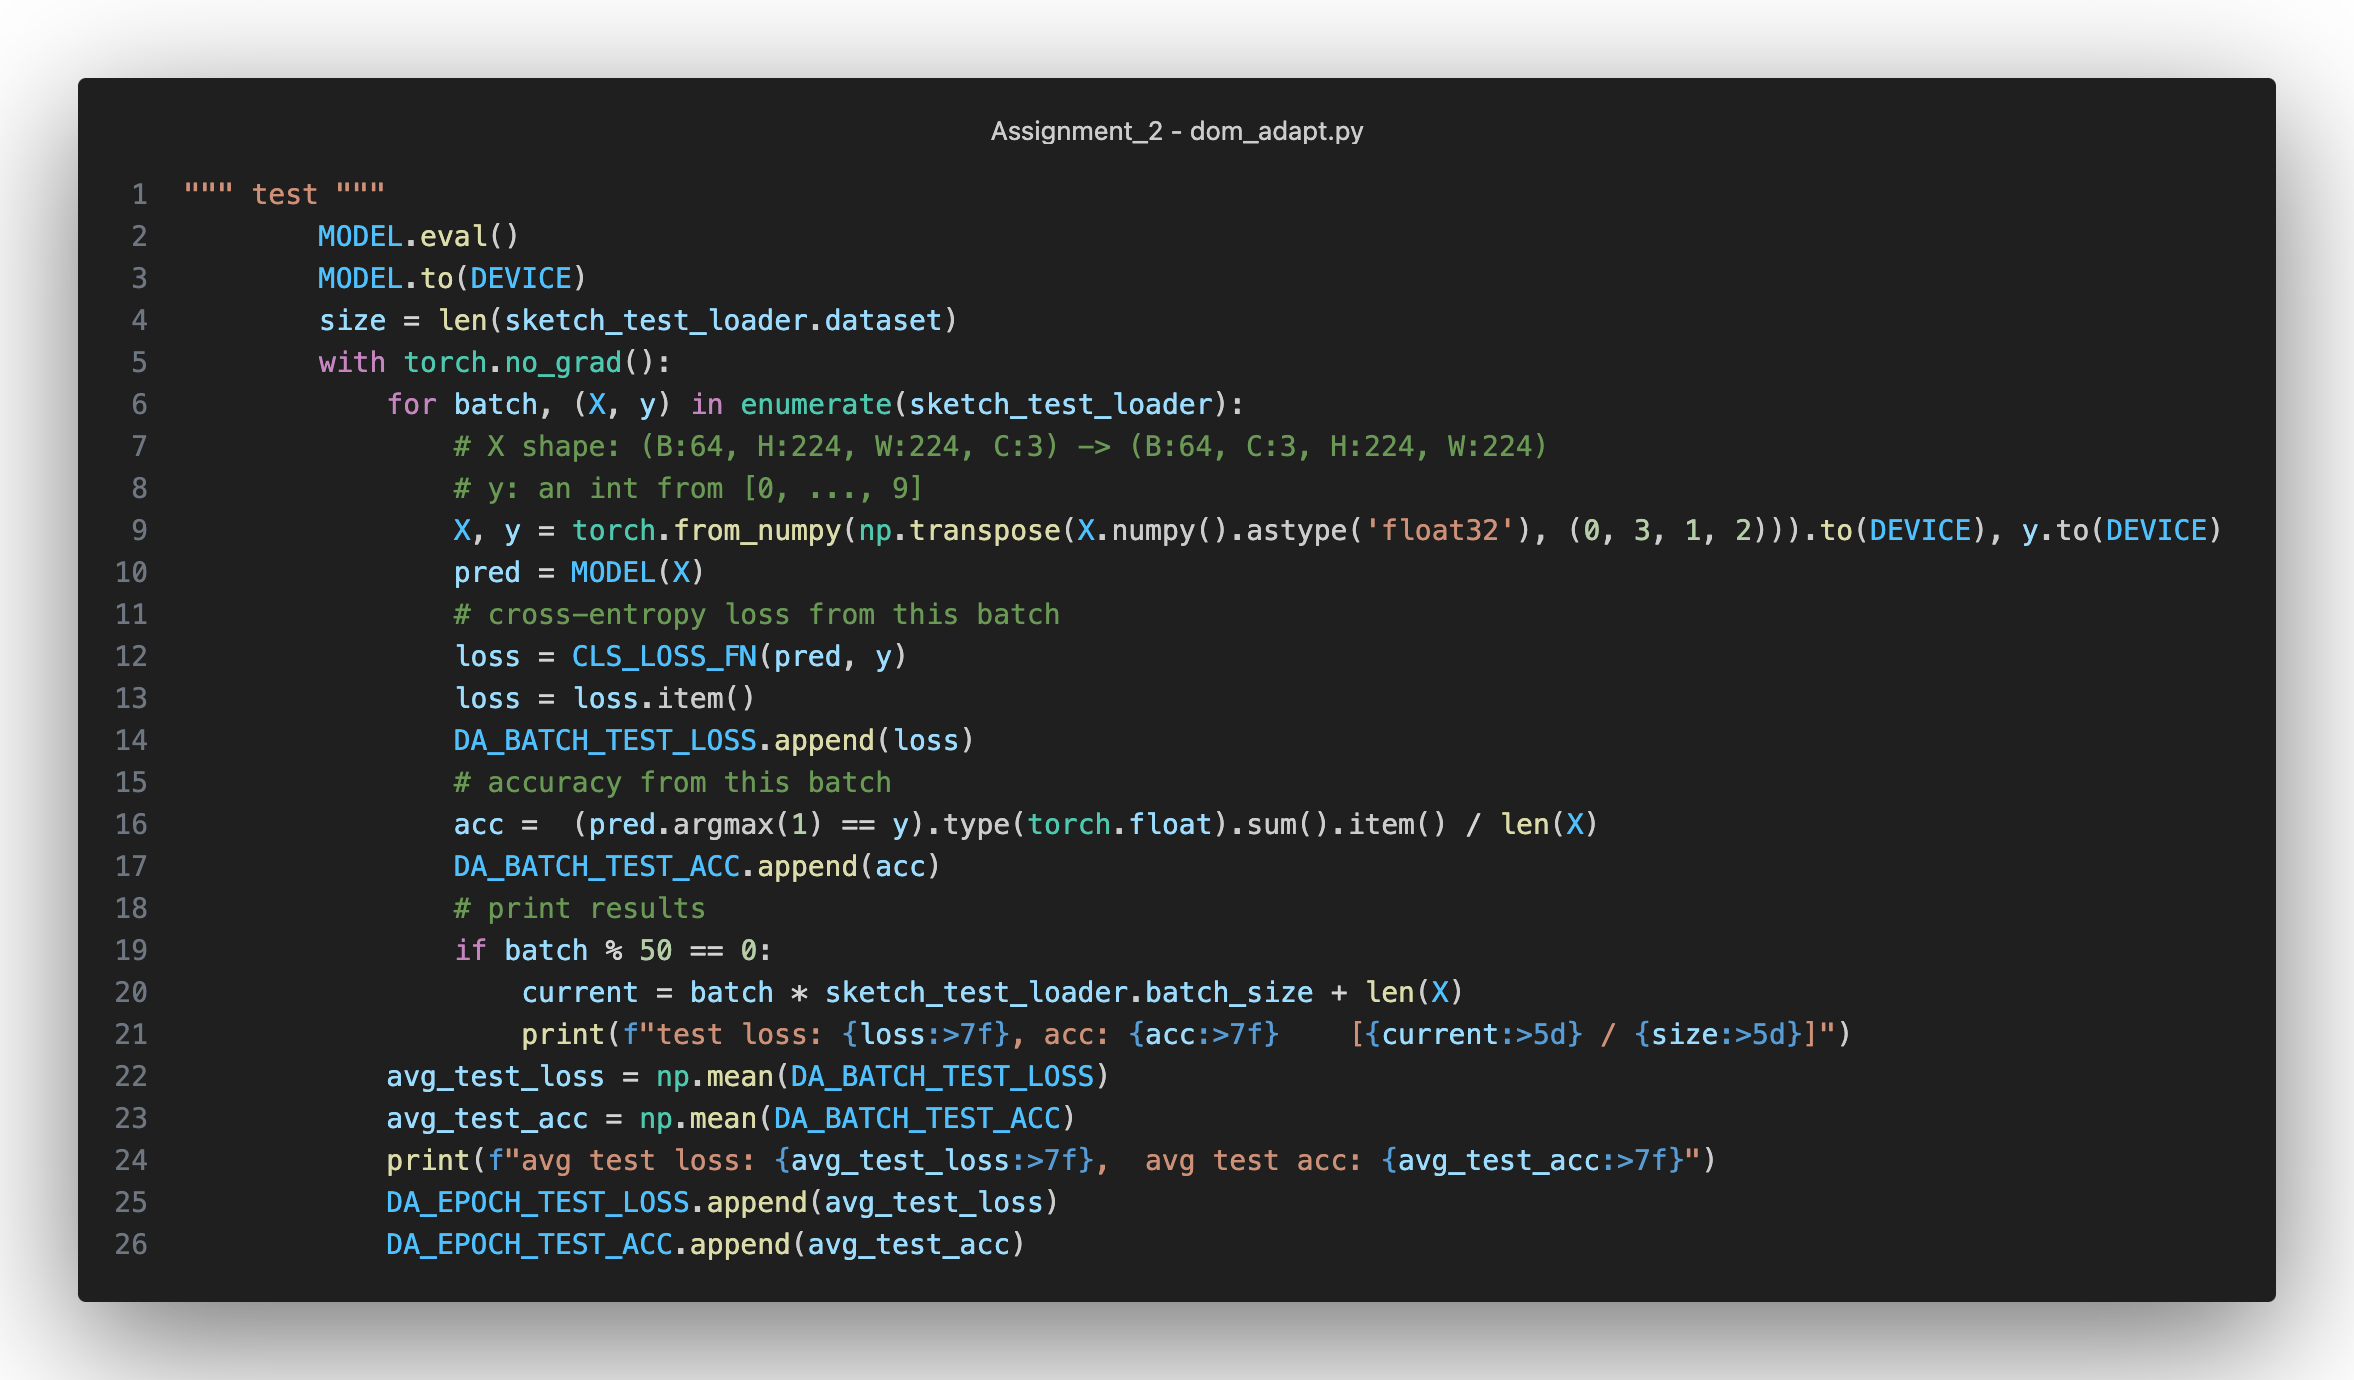 Assignment_2 - dom_adapt.py
1 """ test """
2         MODEL.eval()
3         MODEL.to(DEVICE)
4         size = len(sketch_test_loader.dataset)
5         with torch.no_grad():
6             for batch, (X, y) in enumerate(sketch_test_loader):
7                 # X shape: (B:64, H:224, W:224, C:3) -> (B:64, C:3, H:224, W:224)
8                 # y: an int from [0, ..., 9]
9                 X, y = torch.from_numpy(np.transpose(X.numpy().astype('float32'), (0, 3, 1, 2))).to(DEVICE), y.to(DEVICE)
10                 pred = MODEL(X)
11                 # cross-entropy loss from this batch
12                 loss = CLS_LOSS_FN(pred, y)
13                 loss = loss.item()
14                 DA_BATCH_TEST_LOSS.append(loss)
15                 # accuracy from this batch
16                 acc =  (pred.argmax(1) == y).type(torch.float).sum().item() / len(X)
17                 DA_BATCH_TEST_ACC.append(acc)
18                 # print results
19                 if batch % 50 == 0:
20                     current = batch * sketch_test_loader.batch_size + len(X)
21                     print(f"test loss: {loss:>7f}, acc: {acc:>7f}    [{current:>5d} / {size:>5d}]")
22             avg_test_loss = np.mean(DA_BATCH_TEST_LOSS)
23             avg_test_acc = np.mean(DA_BATCH_TEST_ACC)
24             print(f"avg test loss: {avg_test_loss:>7f},  avg test acc: {avg_test_acc:>7f}")
25             DA_EPOCH_TEST_LOSS.append(avg_test_loss)
26             DA_EPOCH_TEST_ACC.append(avg_test_acc)